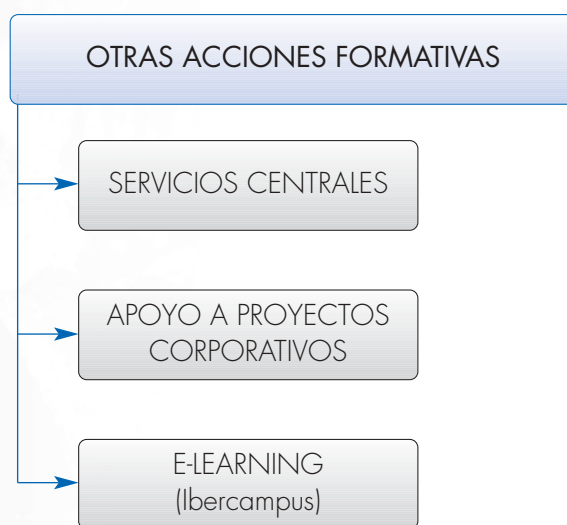 OTRAS ACCIONES FORMATIVAS
SERVICIOS CENTRALES
APOYO A PROYECTOS
CORPORATIVOS
E-LEARNING
(Ibercampus)